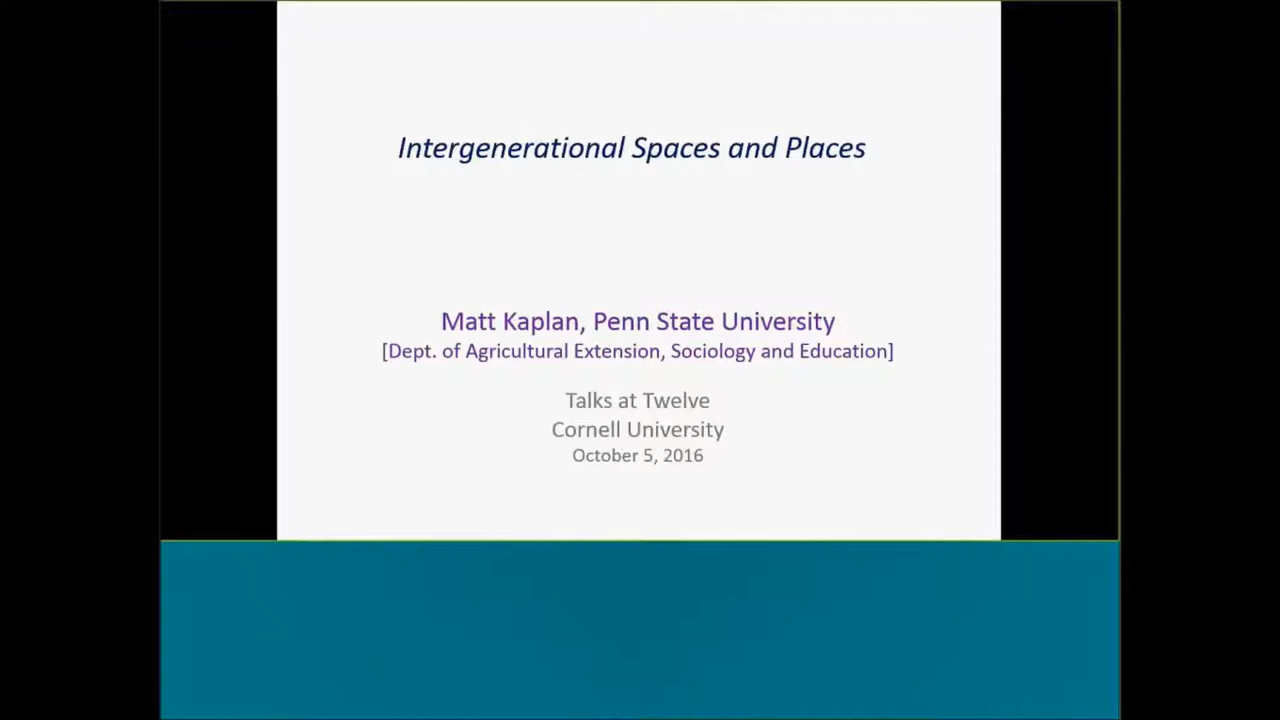 Intergenerational Spaces and Places
Matt Kaplan, Penn State University
[Dept. of Agricultural Extension, Sociology and Education]
Talks at Twelve
Cornell University
October 5, 2016